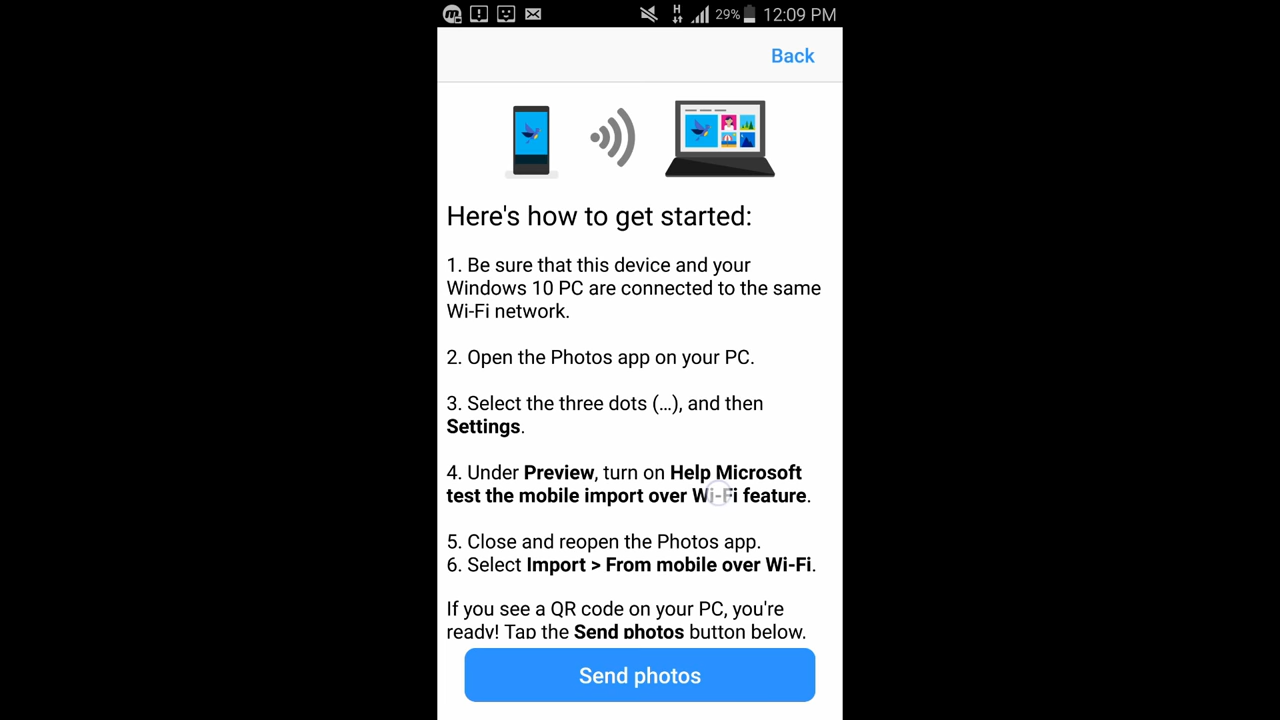 29% 12:09 PM
Back
Here's how to get started:
1. Be sure that this device and your
Windows 10 PC are connected to the same
Wi-Fi network.
2. Open the Photos app on your PC.
3. Select the three dots (…), and then
Settings.
4. Under Preview, turn on Help Microsoft
test the mobile import over Wi-Fi feature.
5. Close and reopen the Photos app.
6. Select Import > From mobile over Wi-Fi.
If you see a QR code on your PC, you're
ready! Tap the Send photos button below.
Send photos